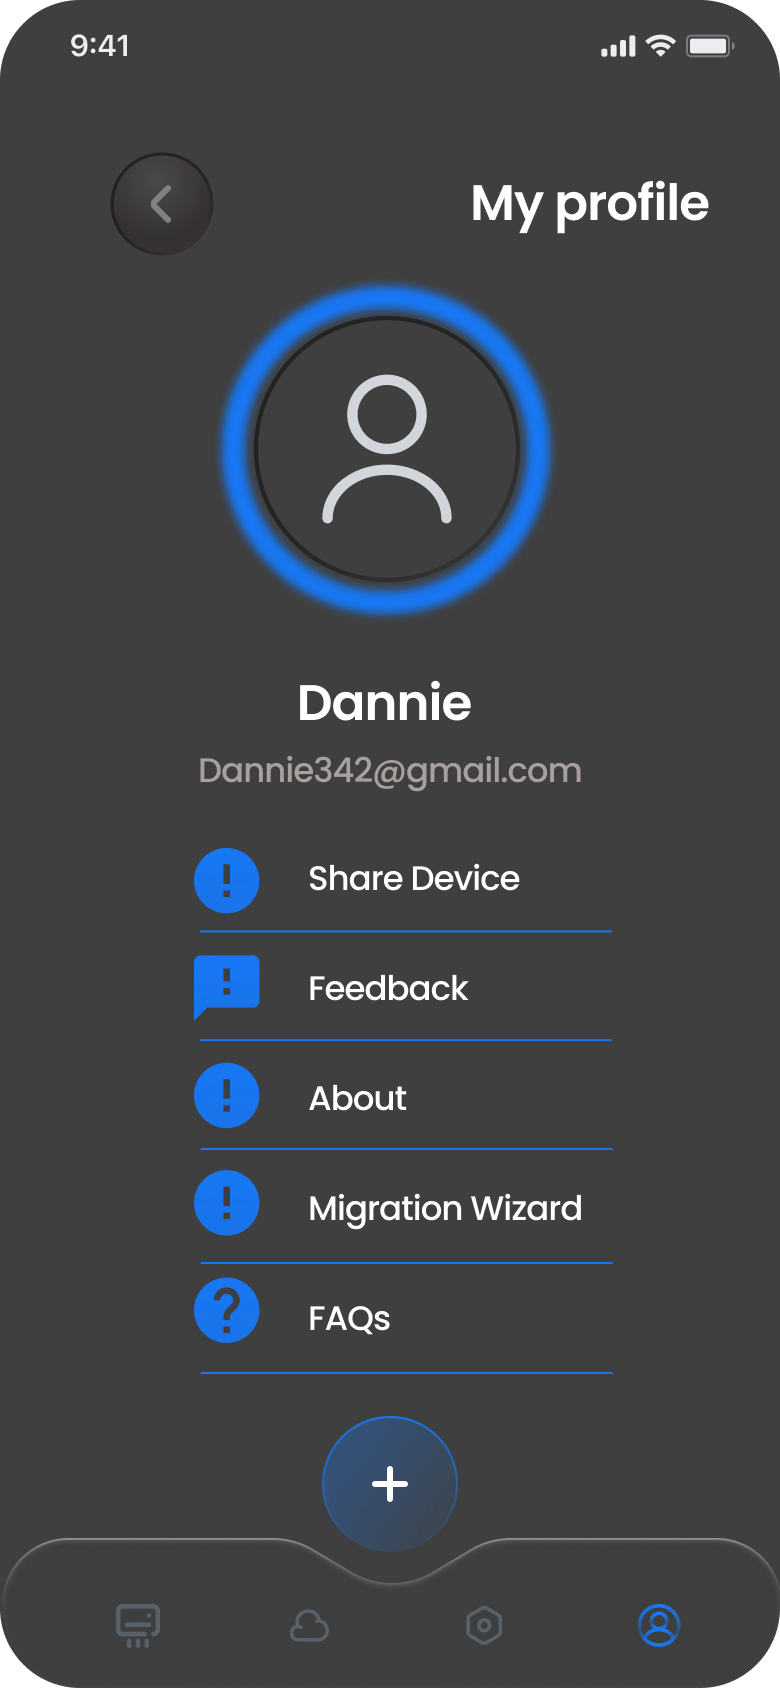 9:41
My profile
Dannie
Dannie342@gmail.com
Share Device
Feedback
About
Migration Wizard
FAQs